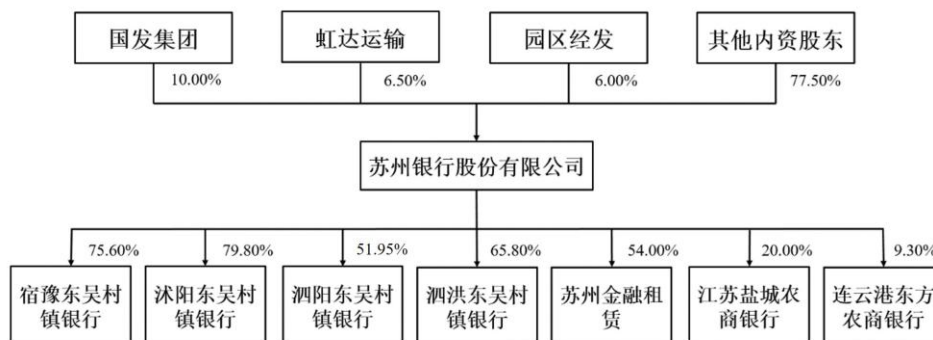 国发集团
虹达运输
园区经发
其他内资股东
10.00%
6.50%
6.00%
77.50%
苏州银行股份有限公司
75.60%
79.80%
51.95%
65.80%
54.00%
20.00%
9.30%
宿豫东吴村
镇银行
沭阳东吴村
镇银行
泗阳东吴村
镇银行
泗洪东吴村
镇银行
苏州金融租
赁
江苏盐城农
商银行
连云港东方
农商银行